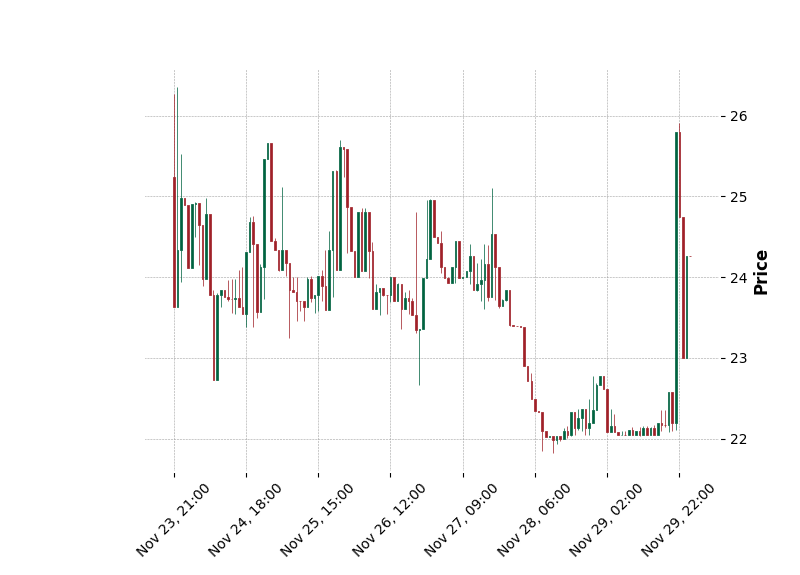 26
25
24
23
22
Price
Nov 23, 21:00
Nov 24, 18:00
Nov 25, 15:00
Nov 26, 12:00
Nov 27, 09:00
Nov 28, 06:00
Nov 29, 02:00
Nov 29, 22:00